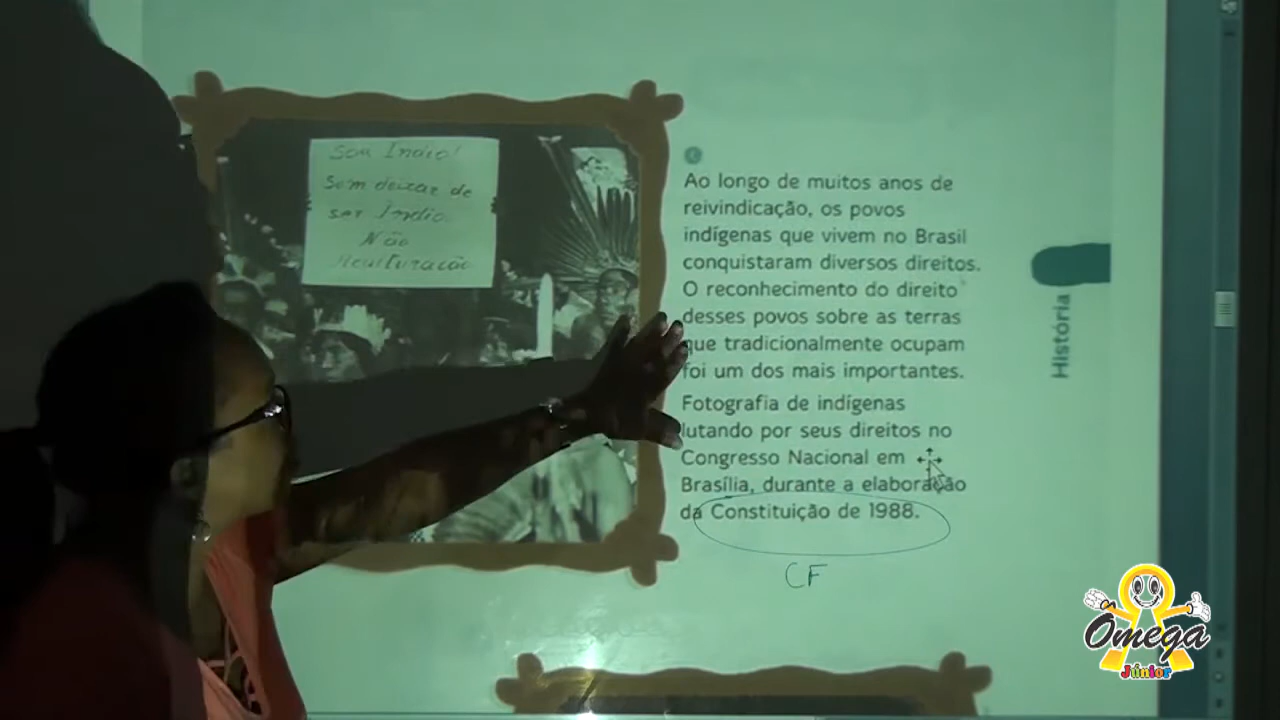 Sou Indio!
Sem deixar de
ser Indio.
Não
Aculturação
Ao longo de muitos anos de
reivindicação, os povos
indígenas que vivem no Brasil
conquistaram diversos direitos.
O reconhecimento do direito
desses povos sobre as terras
que tradicionalmente ocupam
foi um dos mais importantes.
Fotografia de indígenas
lutando por seus direitos no
Congresso Nacional em
Brasília, durante a elaboração
da Constituição de 1988.
CF
História
Omega
Júnior